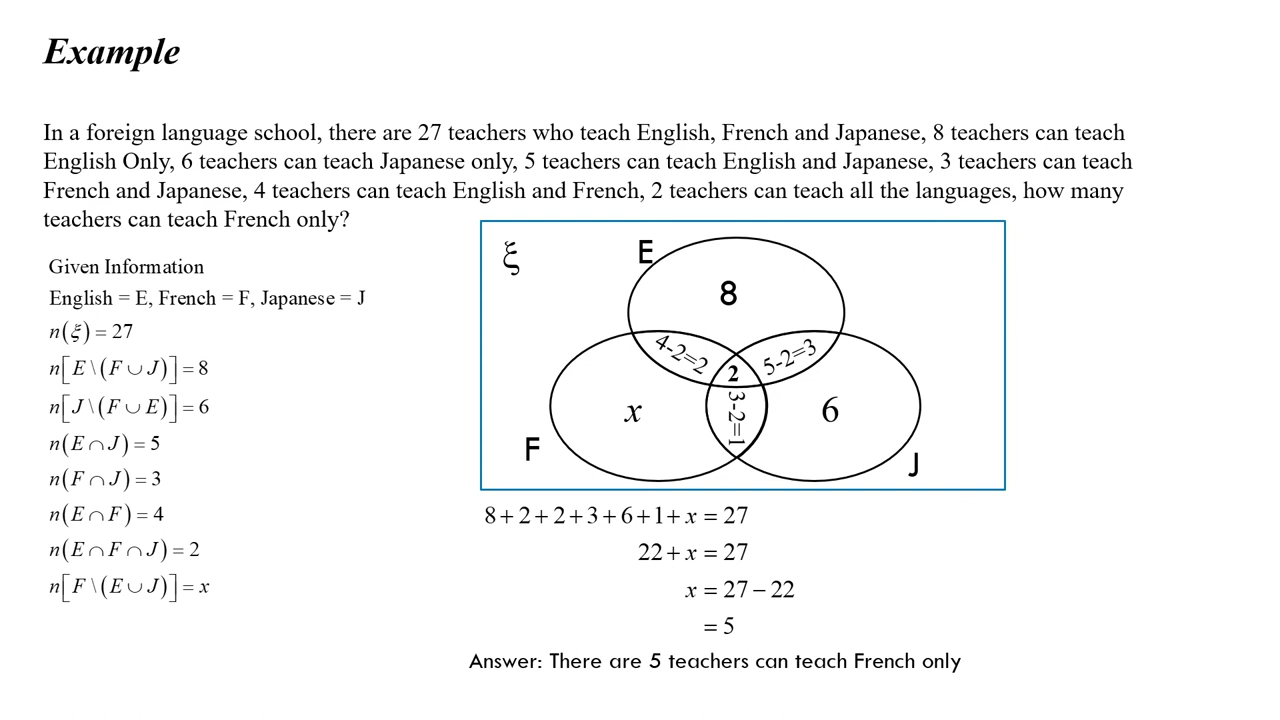 Example
In a foreign language school, there are 27 teachers who teach English, French and Japanese, 8 teachers can teach
English Only, 6 teachers can teach Japanese only, 5 teachers can teach English and Japanese, 3 teachers can teach
French and Japanese, 4 teachers can teach English and French, 2 teachers can teach all the languages, how many
teachers can teach French only?
Given Information
English = E, French = F, Japanese = J
n(ξ) = 27
n[E \ (F ∪ J)] = 8
n[J \ (F ∪ E)] = 6
n(E ∩ J) = 5
n(F ∩ J) = 3
n(E ∩ F) = 4
n(E ∩ F ∩ J) = 2
n[F \ (E ∪ J)] = x
ξ
E
8
4-2=2
5-2=3
2
x
3-2=1
6
F
J
8 + 2 + 2 + 3 + 6 + 1 + x = 27
22 + x = 27
x = 27 − 22
= 5
Answer: There are 5 teachers can teach French only